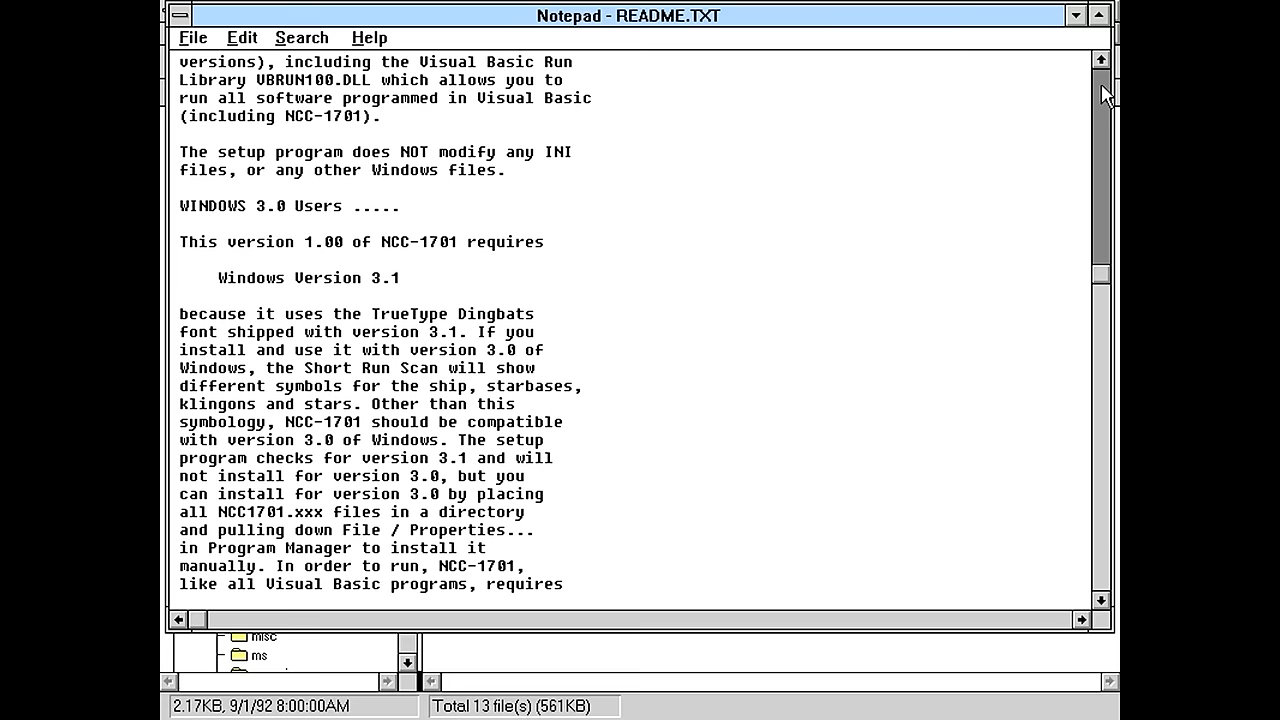 Notepad - README.TXT
File Edit Search Help
versions), including the Visual Basic Run
Library VBRUN100.DLL which allows you to
run all software programmed in Visual Basic
(including NCC-1701).
The setup program does NOT modify any INI
files, or any other Windows files.
WINDOWS 3.0 Users .....
This version 1.00 of NCC-1701 requires
Windows Version 3.1
because it uses the TrueType Dingbats
font shipped with version 3.1. If you
install and use it with version 3.0 of
Windows, the Short Run Scan will show
different symbols for the ship, starbases,
klingons and stars. Other than this
symbology, NCC-1701 should be compatible
with version 3.0 of Windows. The setup
program checks for version 3.1 and will
not install for version 3.0, but you
can install for version 3.0 by placing
all NCC1701.xxx files in a directory
and pulling down File / Properties...
in Program Manager to install it
manually. In order to run, NCC-1701,
like all Visual Basic programs, requires
misc
ms
2.17KB, 9/1/92 8:00:00AM
Total 13 file(s) (561KB)